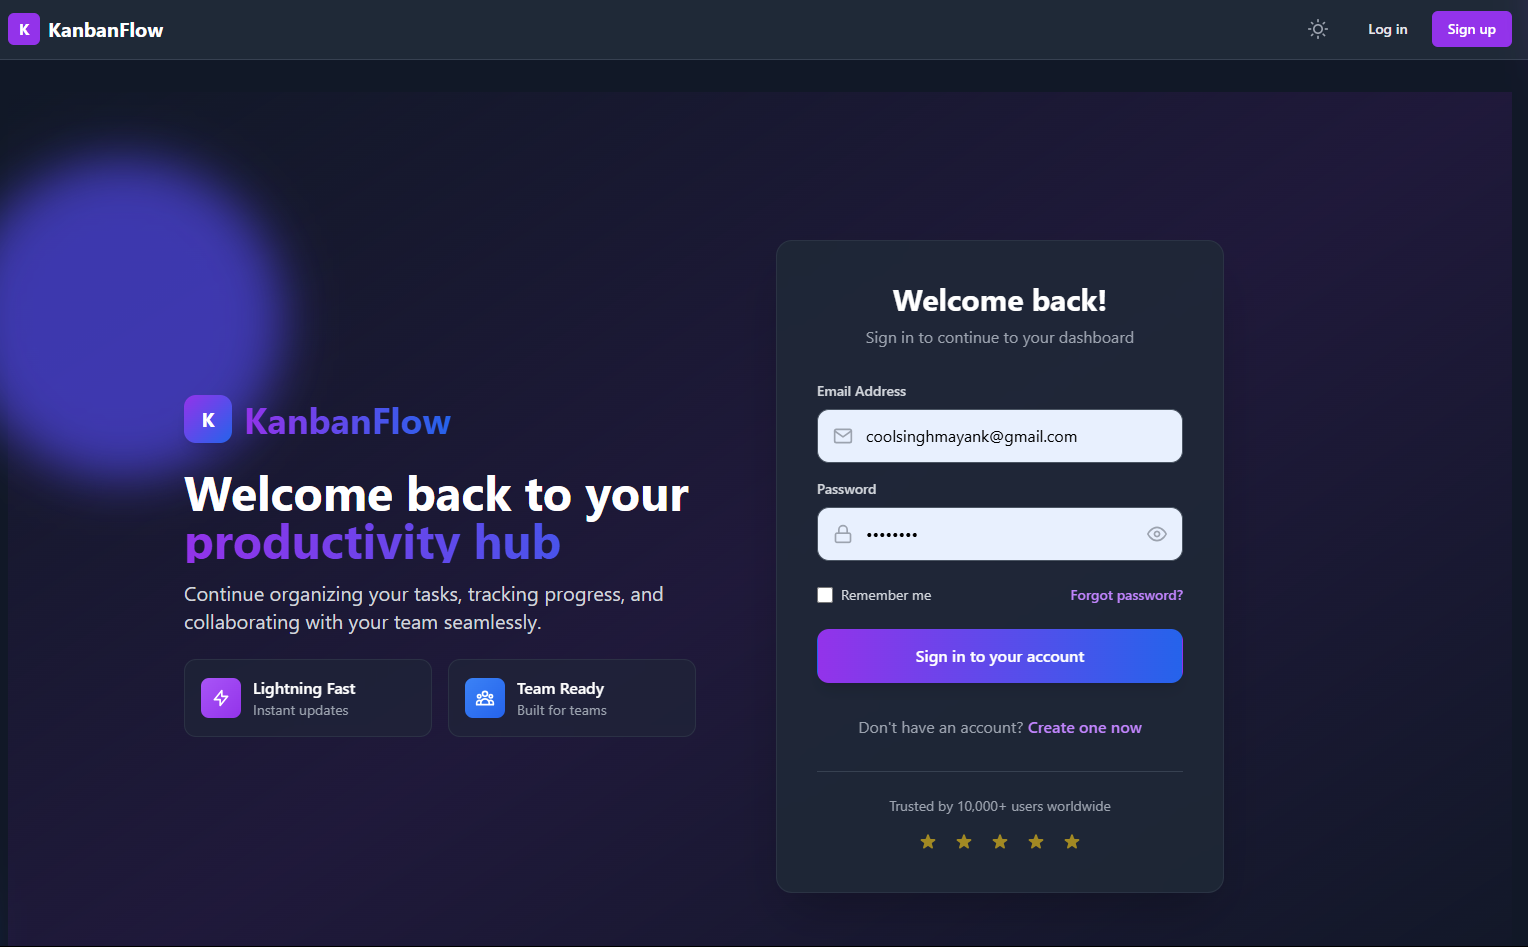 K KanbanFlow
Log in
Sign up
K KanbanFlow
Welcome back to your
productivity hub
Continue organizing your tasks, tracking progress, and
collaborating with your team seamlessly.
Lightning Fast
Instant updates
Team Ready
Built for teams
Welcome back!
Sign in to continue to your dashboard
Email Address
coolsinghmayank@gmail.com
Password
••••••••
Remember me
Forgot password?
Sign in to your account
Don't have an account? Create one now
Trusted by 10,000+ users worldwide